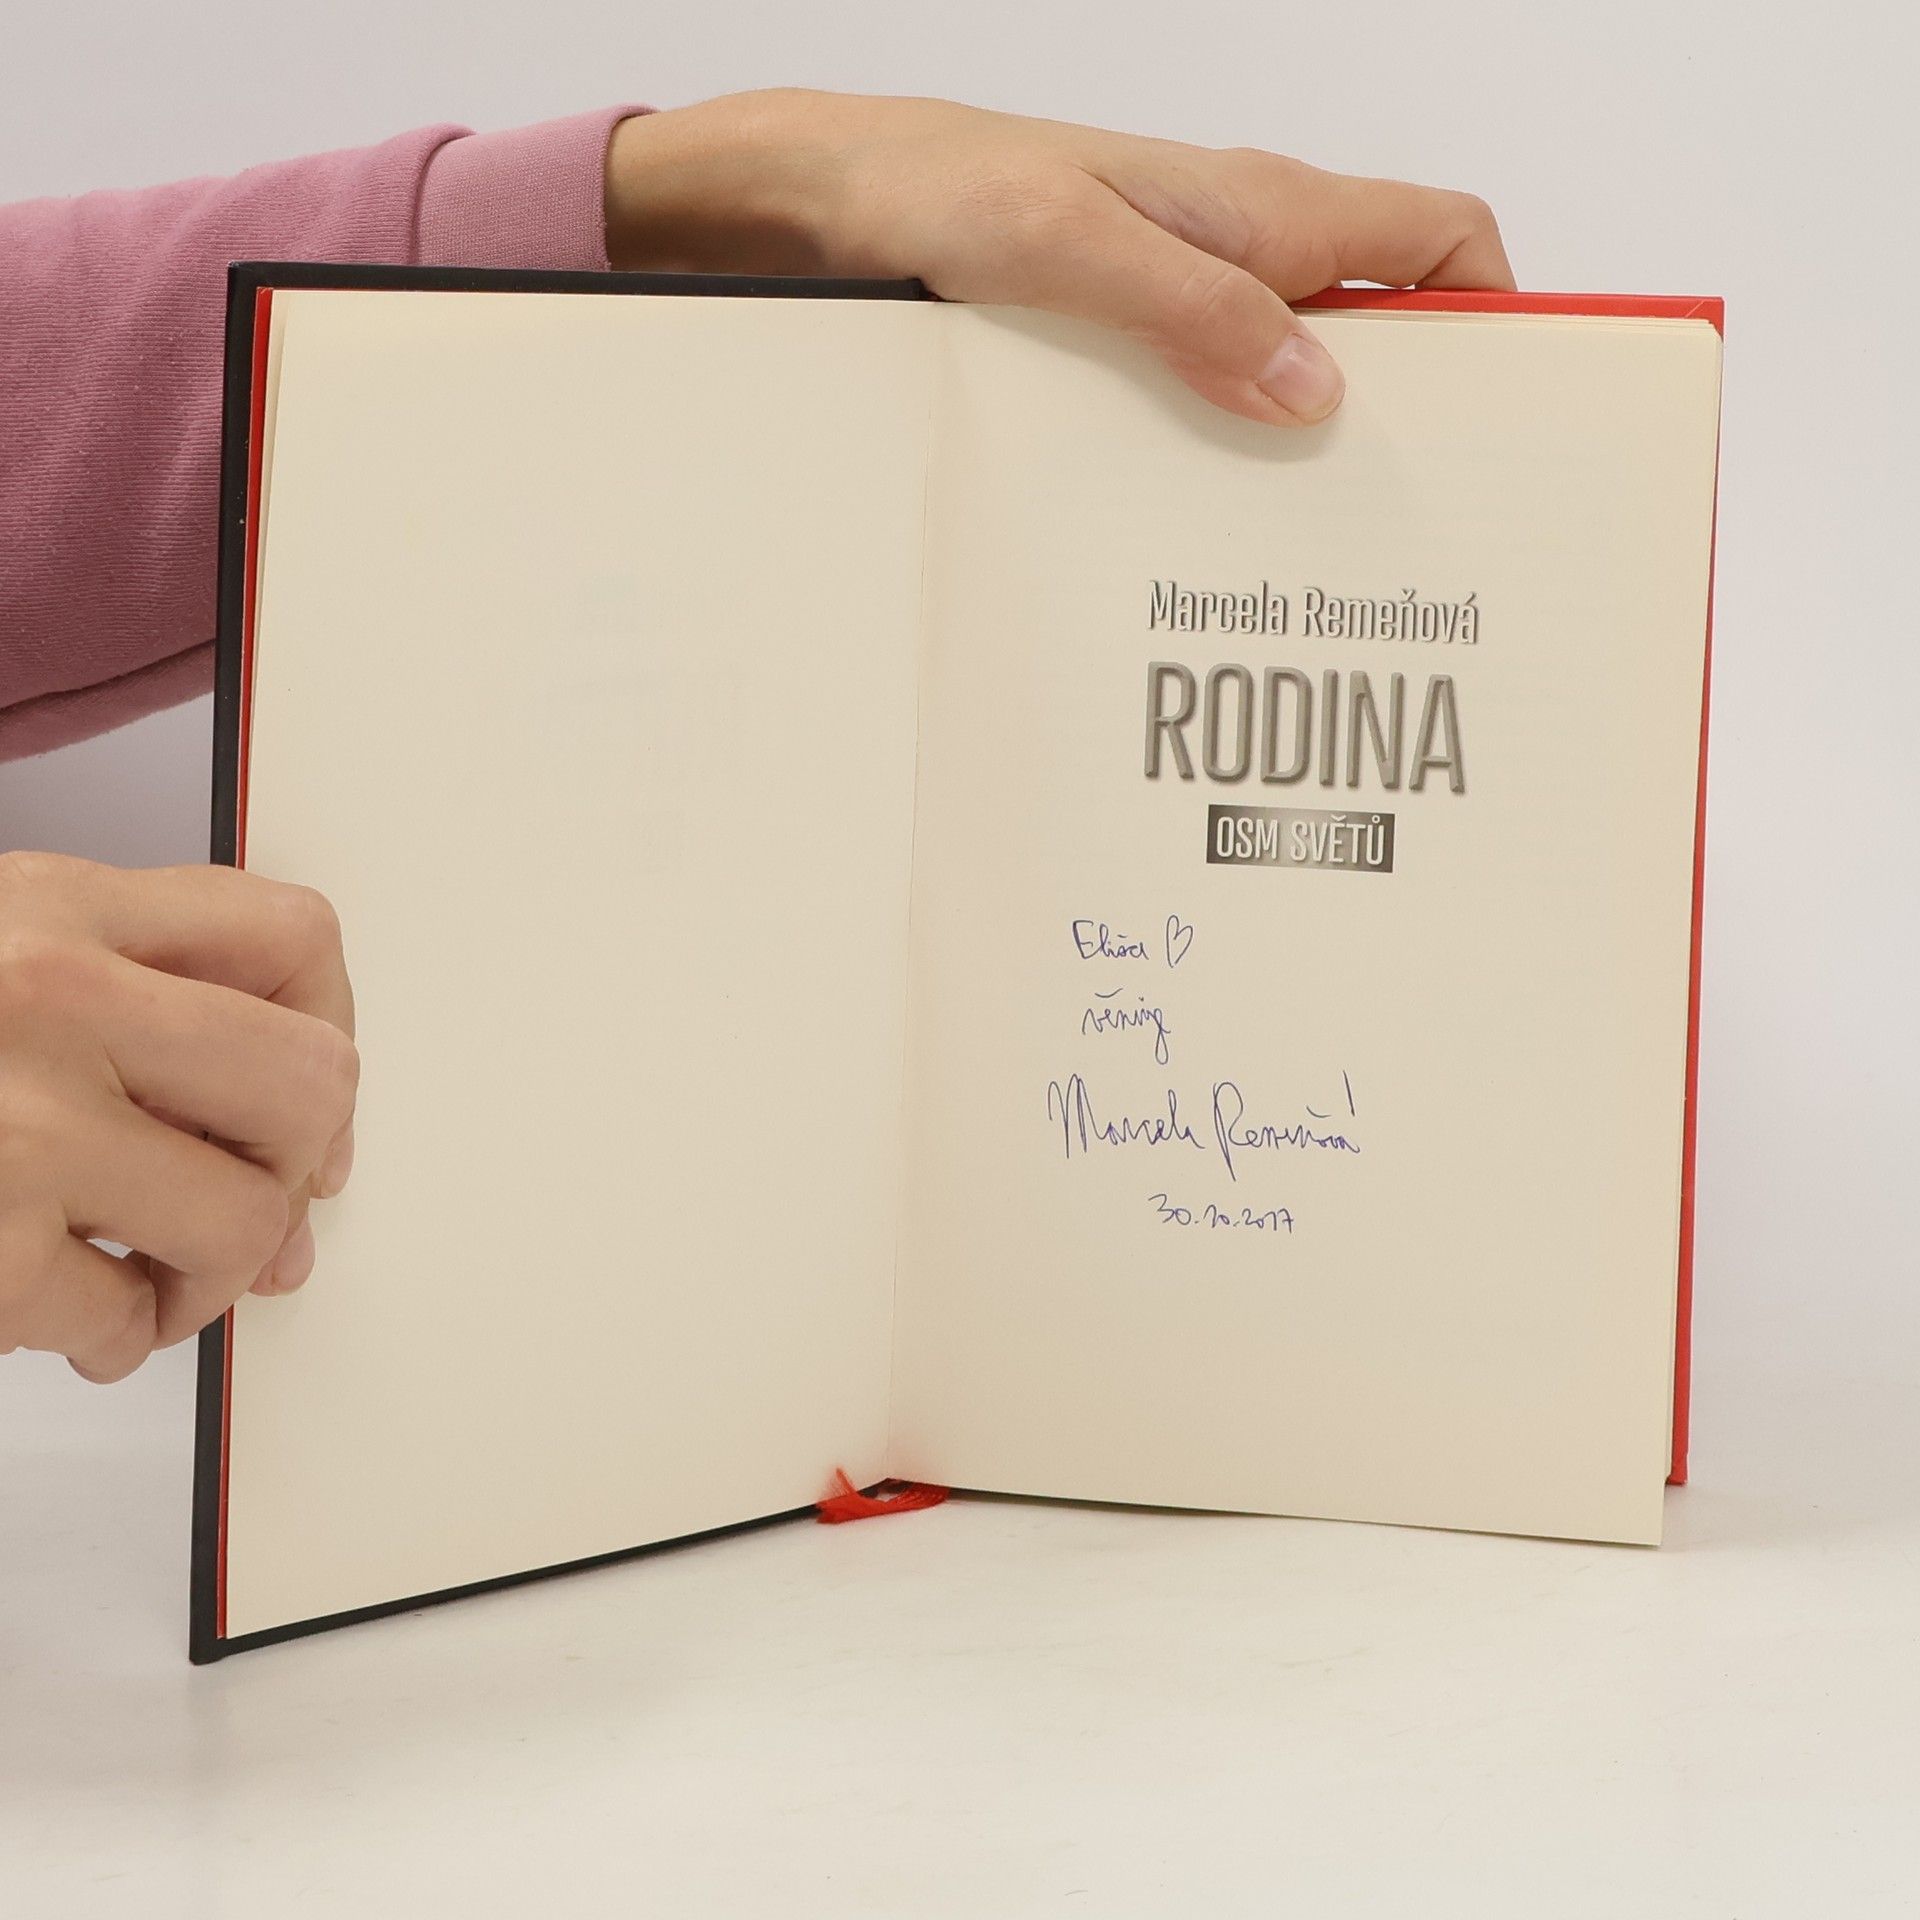 Marcela Remeňová
RODINA
OSM SVĚTŮ
Elišce ♡
věnuje
Marcela Remeňová
30.10.2017